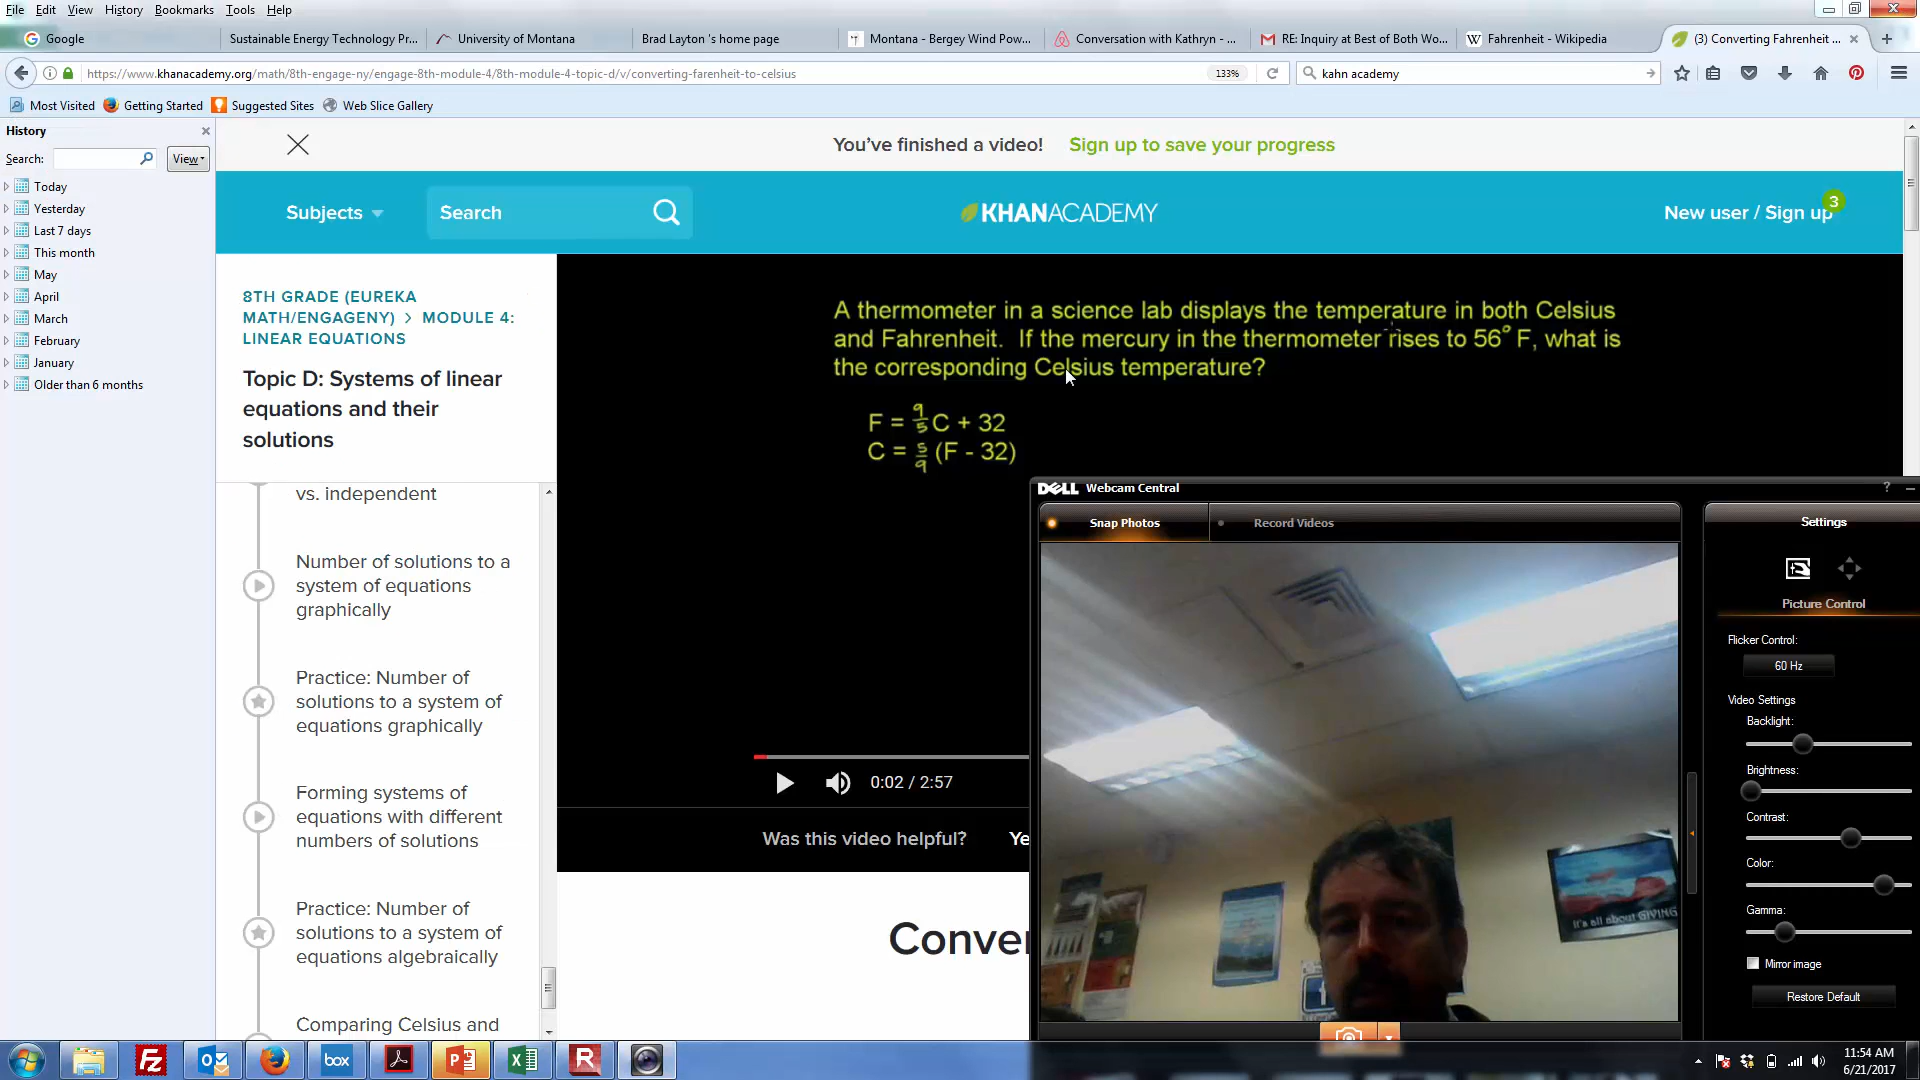 File Edit View History Bookmarks Tools Help
Google
Sustainable Energy Technology Pr...
University of Montana
Brad Layton 's home page
Montana - Bergey Wind Pow...
Conversation with Kathryn - ...
RE: Inquiry at Best of Both Wo...
Fahrenheit - Wikipedia
(3) Converting Fahrenheit ...
https://www.khanacademy.org/math/8th-engage-ny/engage-8th-module-4/8th-module-4-topic-d/v/converting-farenheit-to-celsius
133%
kahn academy
Most Visited Getting Started Suggested Sites Web Slice Gallery
History
Search: View
Today
Yesterday
Last 7 days
This month
May
April
March
February
January
Older than 6 months
You've finished a video! Sign up to save your progress
Subjects Search KHANACADEMY New user / Sign up 3
8TH GRADE (EUREKA
MATH/ENGAGENY) > MODULE 4:
LINEAR EQUATIONS
Topic D: Systems of linear
equations and their
solutions
vs. independent
Number of solutions to a
system of equations
graphically
Practice: Number of
solutions to a system of
equations graphically
Forming systems of
equations with different
numbers of solutions
Practice: Number of
solutions to a system of
equations algebraically
Comparing Celsius and
A thermometer in a science lab displays the temperature in both Celsius
and Fahrenheit. If the mercury in the thermometer rises to 56° F, what is
the corresponding Celsius temperature?
F = 9/5 C + 32
C = 5/9 (F - 32)
0:02 / 2:57
Was this video helpful? Ye
Conver
DELL Webcam Central
?
Snap Photos Record Videos
It's all about GIVING
Settings
Picture Control
Flicker Control:
60 Hz
Video Settings
Backlight:
Brightness:
Contrast:
Color:
Gamma:
Mirror image
Restore Default
Fz
box
11:54 AM
6/21/2017